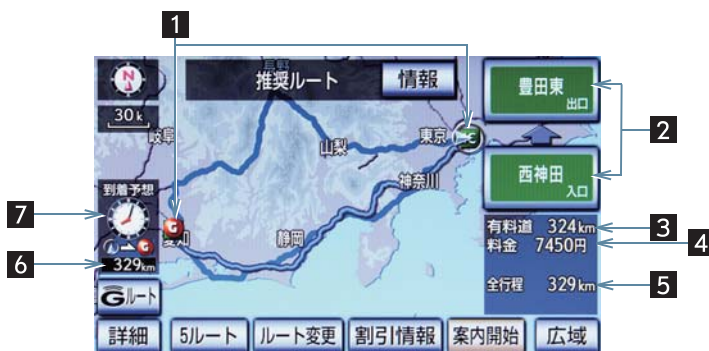 1
推奨ルート
情報
長野
豊田東
出口
30k
岐阜
山梨
東京
2
西神田
入口
神奈川
到着予想
7
G
愛知
静岡
有料道 324km
3
料金 7450円
4
G
6
329km
全行程 329km
5
Gルート
詳細
5ルート
ルート変更
割引情報
案内開始
広域